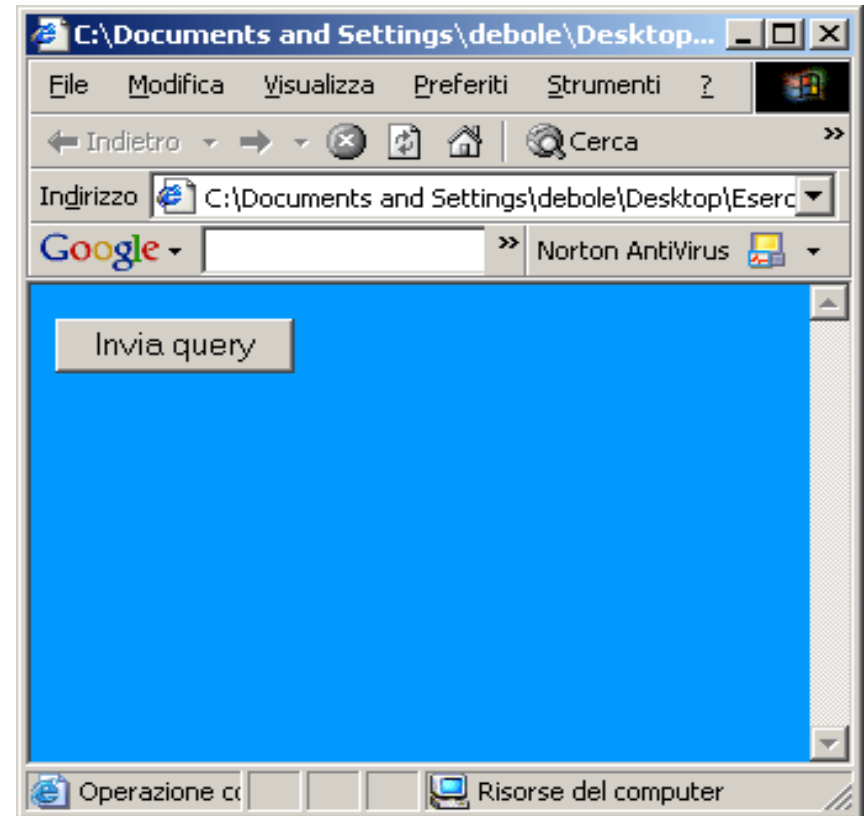 C:\Documents and Settings\debole\Desktop...
File Modifica Visualizza Preferiti Strumenti ?
Indietro Cerca »
Indirizzo C:\Documents and Settings\debole\Desktop\Eserc
Google » Norton AntiVirus
Invia query
Operazione co Risorse del computer